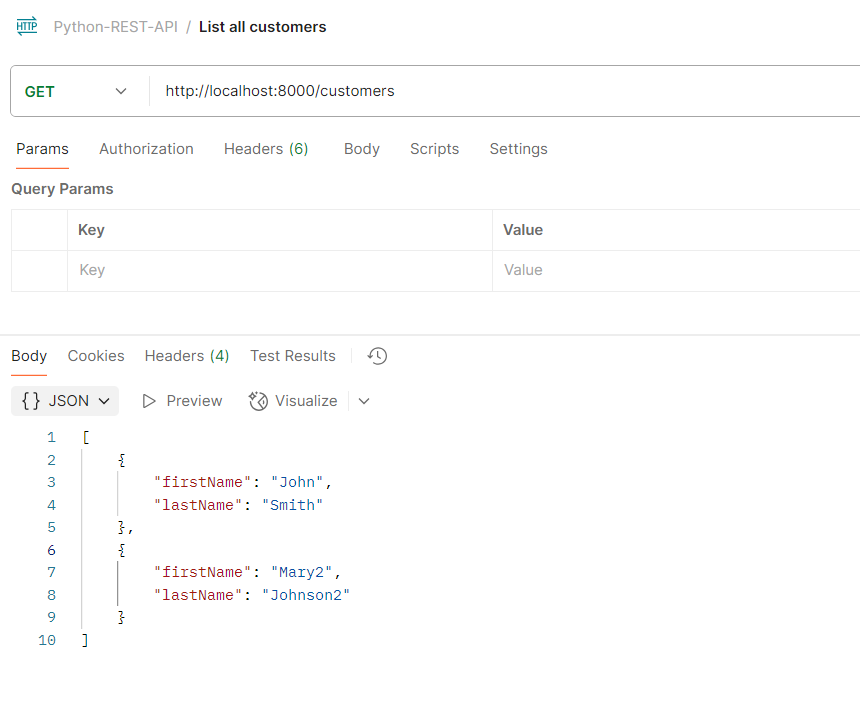 HTTP Python-REST-API / List all customers
GET http://localhost:8000/customers
Params Authorization Headers (6) Body Scripts Settings
Query Params
Key Value
Key Value
Body Cookies Headers (4) Test Results
{} JSON Preview Visualize
1 [
2 {
3 "firstName": "John",
4 "lastName": "Smith"
5 },
6 {
7 "firstName": "Mary2",
8 "lastName": "Johnson2"
9 }
10 ]